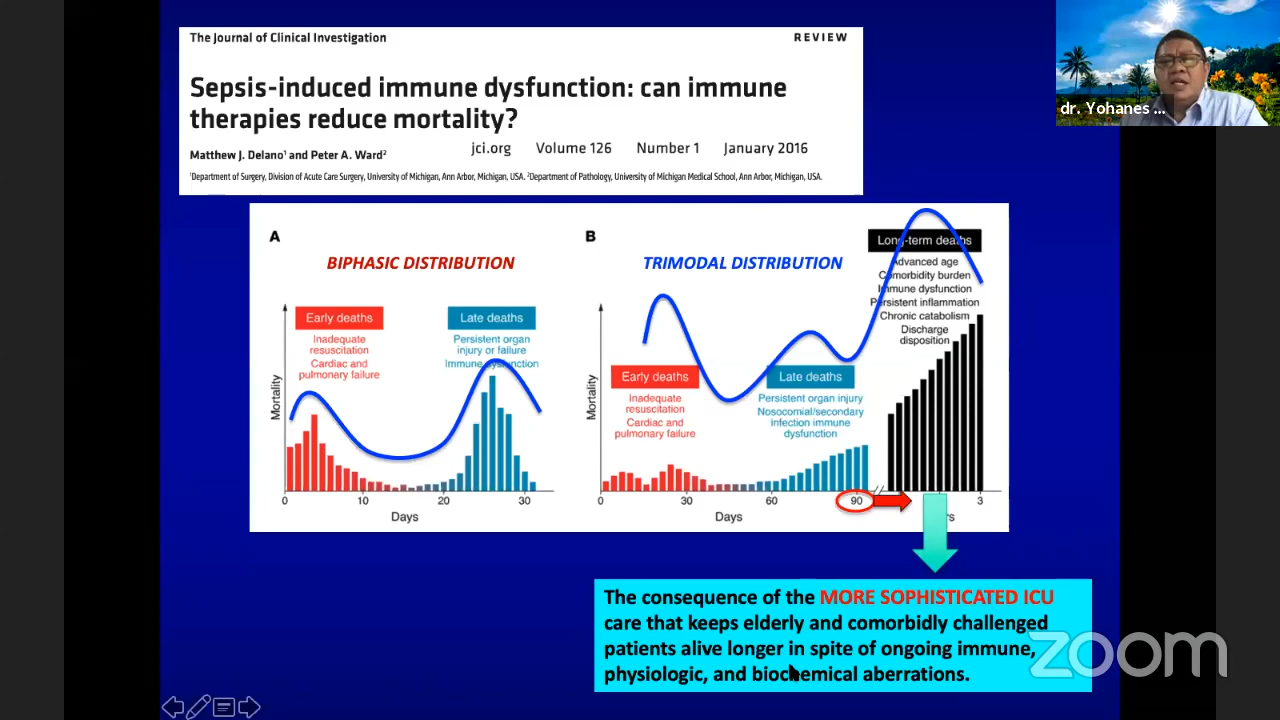 The Journal of Clinical Investigation
REVIEW
Sepsis-induced immune dysfunction: can immune
therapies reduce mortality?
Matthew J. Delano¹ and Peter A. Ward²
jci.org Volume 126 Number 1 January 2016
¹Department of Surgery, Division of Acute Care Surgery, University of Michigan, Ann Arbor, Michigan, USA. ²Department of Pathology, University of Michigan Medical School, Ann Arbor, Michigan, USA.
dr. Yohanes ...
A
BIPHASIC DISTRIBUTION
Early deaths
Inadequate
resuscitation
Cardiac and
pulmonary failure
Late deaths
Persistent organ
injury or failure
Immune dysfunction
Mortality
0 10 20 30
Days
B
TRIMODAL DISTRIBUTION
Early deaths
Inadequate
resuscitation
Cardiac and
pulmonary failure
Late deaths
Persistent organ injury
Nosocomial/secondary
infection immune
dysfunction
Long-term deaths
Advanced age
Comorbidity burden
Immune dysfunction
Persistent inflammation
Chronic catabolism
Discharge
disposition
Mortality
0 30 60 90 3
Days
The consequence of the MORE SOPHISTICATED ICU
care that keeps elderly and comorbidly challenged
patients alive longer in spite of ongoing immune,
physiologic, and biochemical aberrations.
zoom